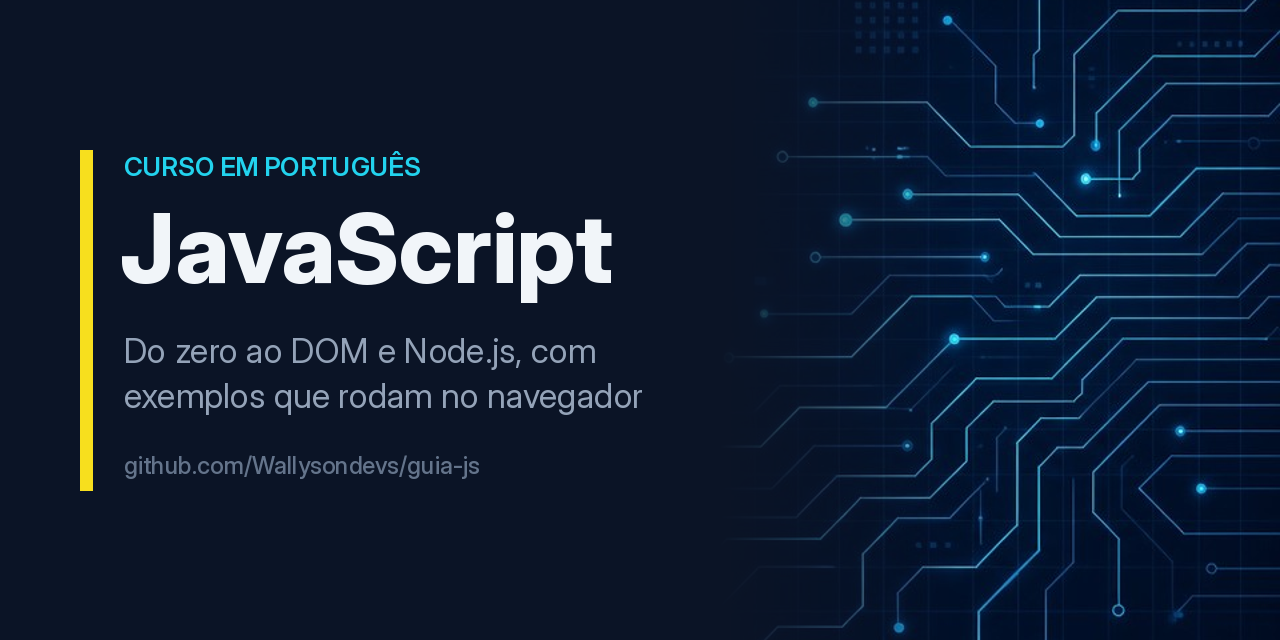 CURSO EM PORTUGUÊS
JavaScript
Do zero ao DOM e Node.js, com
exemplos que rodam no navegador
github.com/Wallysondevs/guia-js